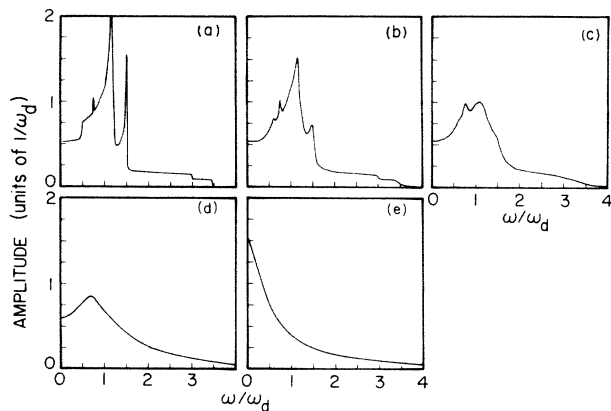 (a)
(b)
(c)
2
1
0
0 1 2 3 4
ω/ω_d
(d)
(e)
2
1
0
0 1 2 3 4
0 1 2 3 4
ω/ω_d
AMPLITUDE (units of 1/ω_d)